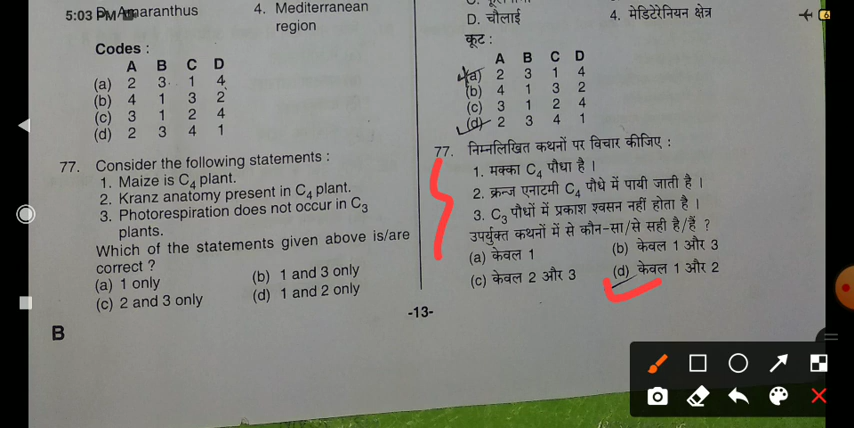 5:03 PM
D. Amaranthus
4. Mediterranean
region
Codes :
A B C D
(a) 2 3 1 4
(b) 4 1 3 2
(c) 3 1 2 4
(d) 2 3 4 1
77. Consider the following statements :
1. Maize is C4 plant.
2. Kranz anatomy present in C4 plant.
3. Photorespiration does not occur in C3
plants.
Which of the statements given above is/are
correct ?
(a) 1 only
(b) 1 and 3 only
(c) 2 and 3 only
(d) 1 and 2 only
B
-13-
D. चौलाई
4. मेडिटेरेनियन क्षेत्र
कूट :
A B C D
(a) 2 3 1 4
(b) 4 1 3 2
(c) 3 1 2 4
(d) 2 3 4 1
77. निम्नलिखित कथनों पर विचार कीजिए :
1. मक्का C4 पौधा है ।
2. क्रन्ज एनाटमी C4 पौधे में पायी जाती है ।
3. C3 पौधों में प्रकाश श्वसन नहीं होता है ।
उपर्युक्त कथनों में से कौन-सा/से सही है/हैं ?
(a) केवल 1
(b) केवल 1 और 3
(c) केवल 2 और 3
(d) केवल 1 और 2